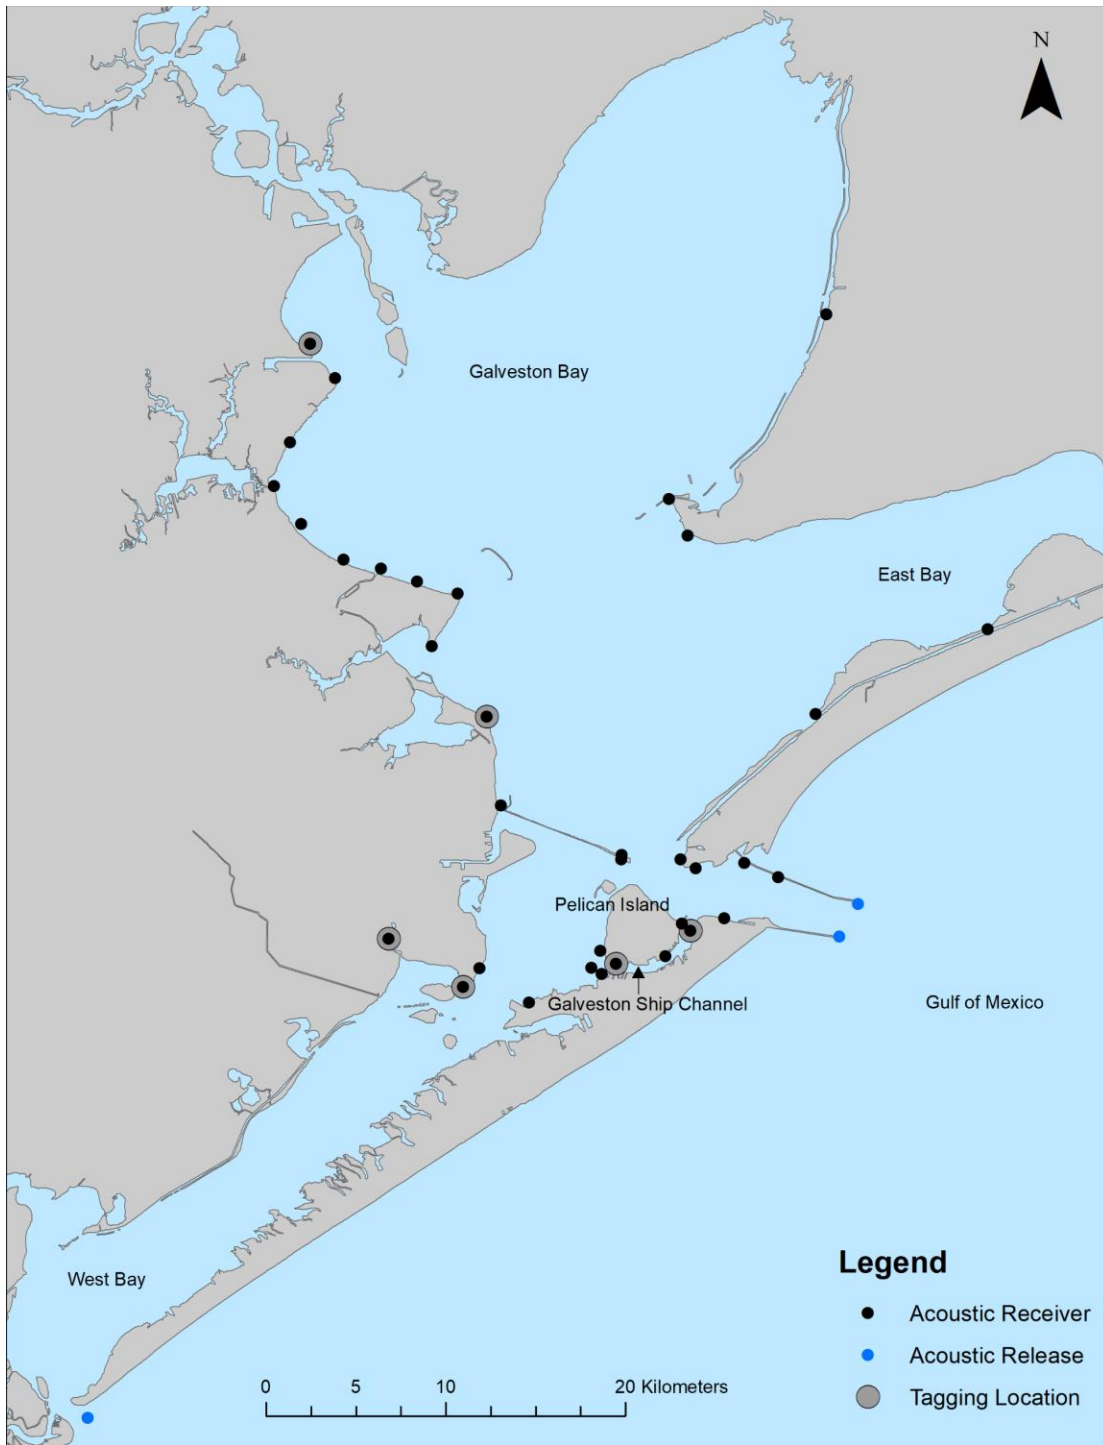 N
Galveston Bay
East Bay
Pelican Island
Galveston Ship Channel
Gulf of Mexico
West Bay
Legend
Acoustic Receiver
Acoustic Release
Tagging Location
0 5 10 20 Kilometers